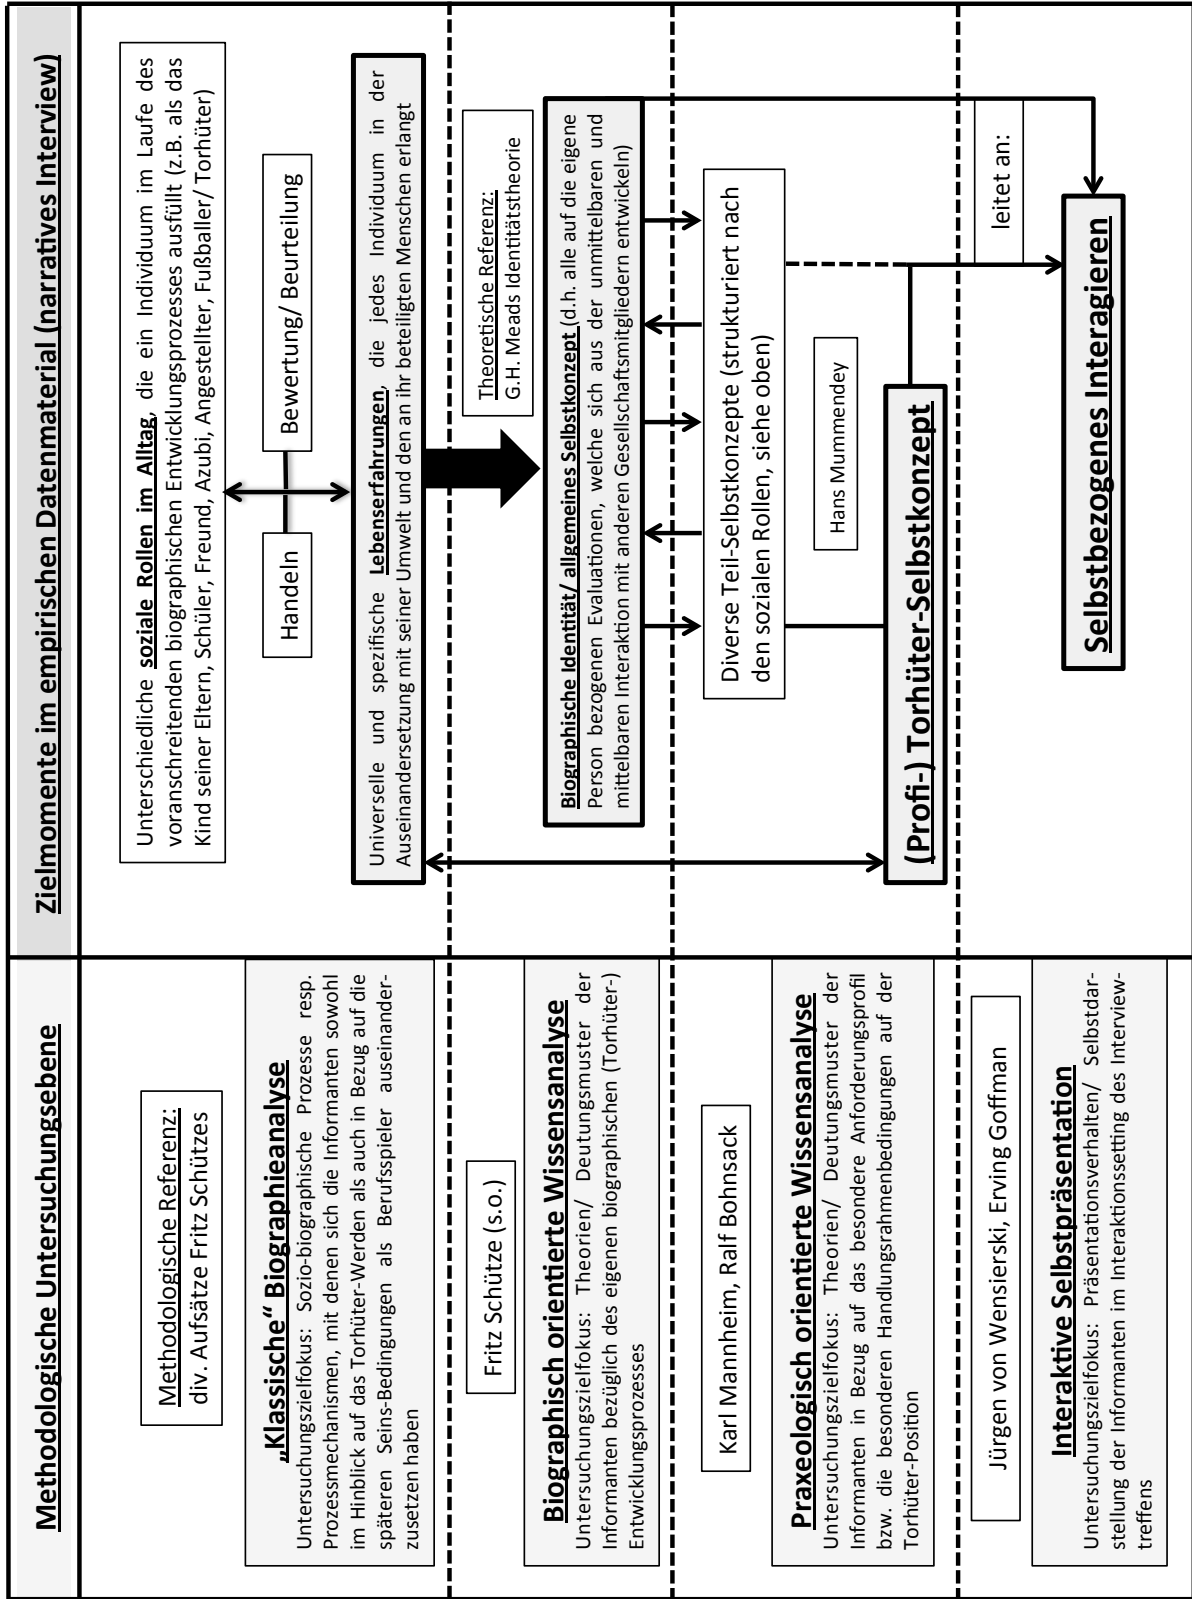 Methodologische Untersuchungsebene
Zielmomente im empirischen Datenmaterial (narratives Interview)
Methodologische Referenz:
div. Aufsätze Fritz Schützes
„Klassische“ Biographieanalyse
Untersuchungszielfokus: Sozio-biographische Prozesse resp.
Prozessmechanismen, mit denen sich die Informanten sowohl
im Hinblick auf das Torhüter-Werden als auch in Bezug auf die
späteren Seins-Bedingungen als Berufsspieler auseinander-
zusetzen haben
Unterschiedliche soziale Rollen im Alltag, die ein Individuum im Laufe des
voranschreitenden biographischen Entwicklungsprozesses ausfüllt (z.B. als das
Kind seiner Eltern, Schüler, Freund, Azubi, Angestellter, Fußballer/ Torhüter)
Handeln
Bewertung/ Beurteilung
Universelle und spezifische Lebenserfahrungen, die jedes Individuum in der
Auseinandersetzung mit seiner Umwelt und den an ihr beteiligten Menschen erlangt
Fritz Schütze (s.o.)
Biographisch orientierte Wissensanalyse
Untersuchungszielfokus: Theorien/ Deutungsmuster der
Informanten bezüglich des eigenen biographischen (Torhüter-)
Entwicklungsprozesses
Theoretische Referenz:
G.H. Meads Identitätstheorie
Biographische Identität/ allgemeines Selbstkonzept (d.h. alle auf die eigene
Person bezogenen Evaluationen, welche sich aus der unmittelbaren und
mittelbaren Interaktion mit anderen Gesellschaftsmitgliedern entwickeln)
Karl Mannheim, Ralf Bohnsack
Praxeologisch orientierte Wissensanalyse
Untersuchungszielfokus: Theorien/ Deutungsmuster der
Informanten in Bezug auf das besondere Anforderungsprofil
bzw. die besonderen Handlungsrahmenbedingungen auf der
Torhüter-Position
Diverse Teil-Selbstkonzepte (strukturiert nach
den sozialen Rollen, siehe oben)
Hans Mummendey
(Profi-) Torhüter-Selbstkonzept
Jürgen von Wensierski, Erving Goffman
Interaktive Selbstpräsentation
Untersuchungszielfokus: Präsentationsverhalten/ Selbstdar-
stellung der Informanten im Interaktionssetting des Interview-
treffens
leitet an:
Selbstbezogenes Interagieren